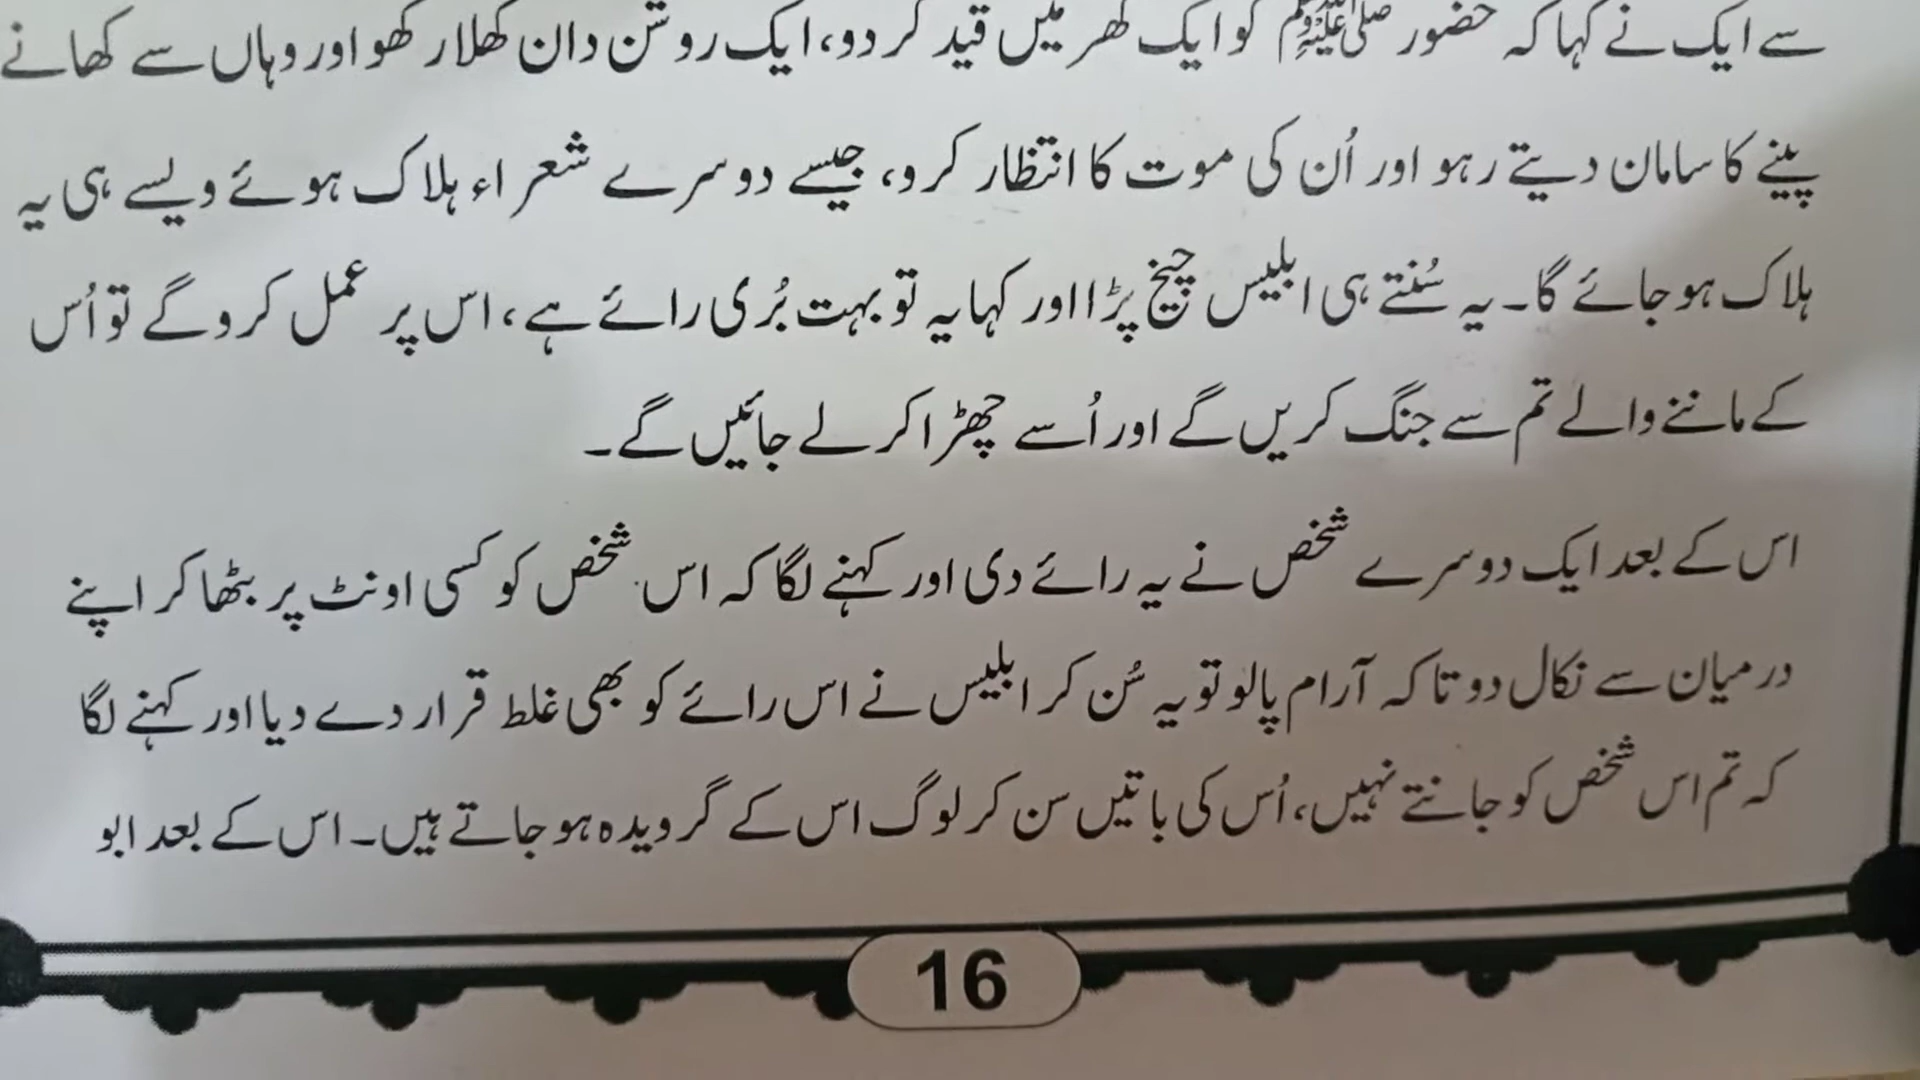 سے ایک نے کہا کہ حضور ﷺ کو ایک گھر میں قید کر دو، ایک روشن دان کھلا رکھو اور وہاں سے کھانے
پینے کا سامان دیتے رہو اور اُن کی موت کا انتظار کرو، جیسے دوسرے شعراء ہلاک ہوئے ویسے ہی یہ
ہلاک ہو جائے گا۔ یہ سُنتے ہی ابلیس چیخ پڑا اور کہا یہ تو بہت بُری رائے ہے، اس پر عمل کرو گے تو اُس
کے ماننے والے تم سے جنگ کریں گے اور اُسے چھڑا کر لے جائیں گے۔
اس کے بعد ایک دوسرے شخص نے یہ رائے دی اور کہنے لگا کہ اس شخص کو کسی اونٹ پر بٹھا کر اپنے
درمیان سے نکال دو تاکہ آرام پالو تو یہ سُن کر ابلیس نے اس رائے کو بھی غلط قرار دے دیا اور کہنے لگا
کہ تم اس شخص کو جانتے نہیں، اُس کی باتیں سن کر لوگ اس کے گرویدہ ہو جاتے ہیں۔ اس کے بعد ابو
16